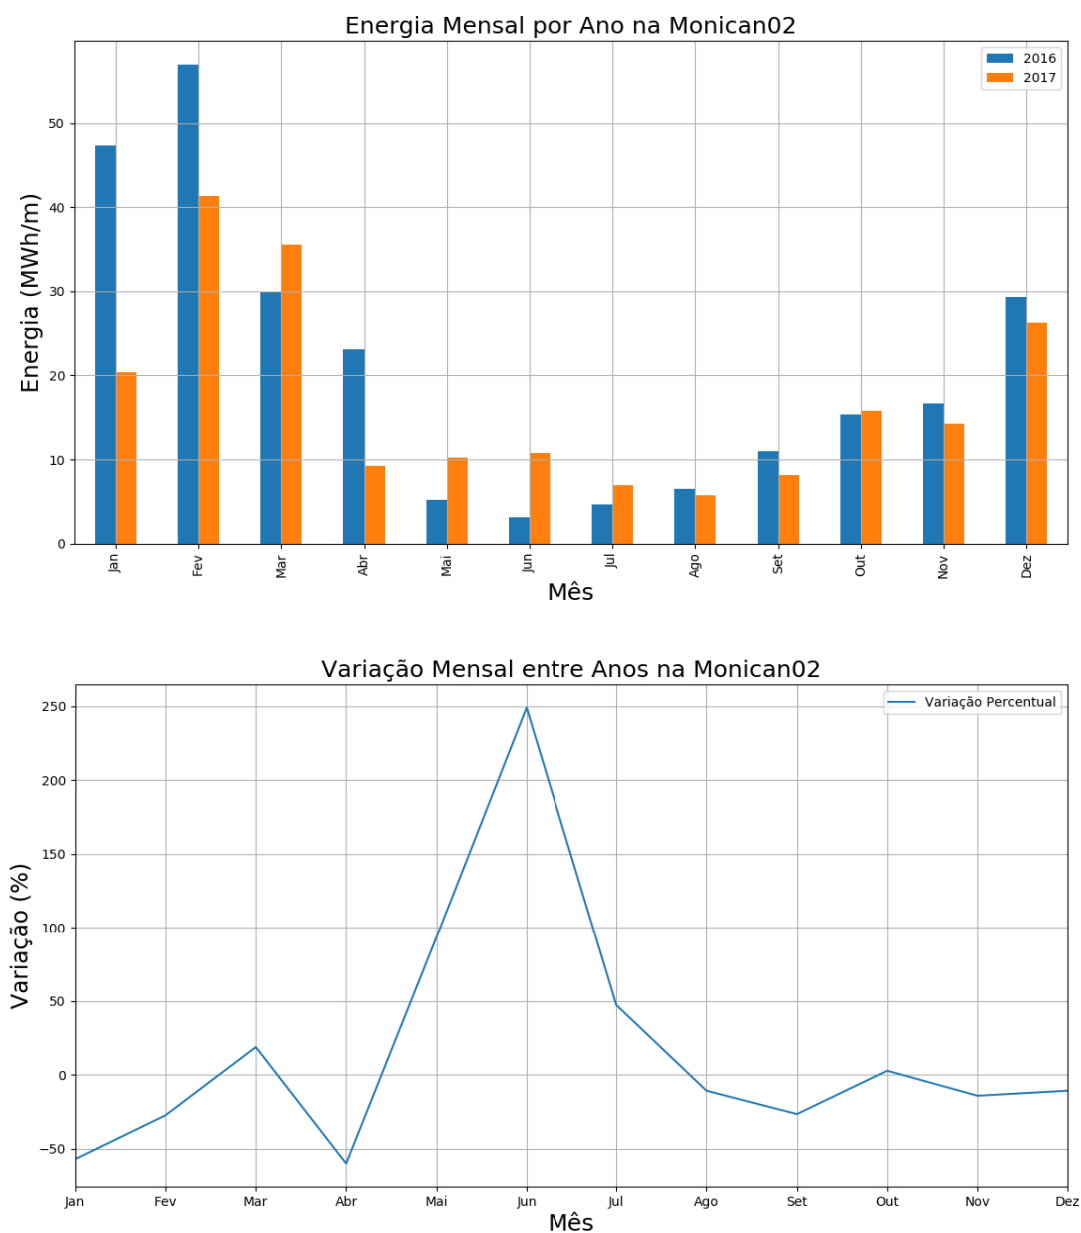 Energia Mensal por Ano na Monican02
2016
2017
Energia (MWh/m)
50
40
30
20
10
0
Jan Fev Mar Abr Mai Jun Jul Ago Set Out Nov Dez
Mês
Variação Mensal entre Anos na Monican02
Variação Percentual
Variação (%)
250
200
150
100
50
0
−50
Jan Fev Mar Abr Mai Jun Jul Ago Set Out Nov Dez
Mês